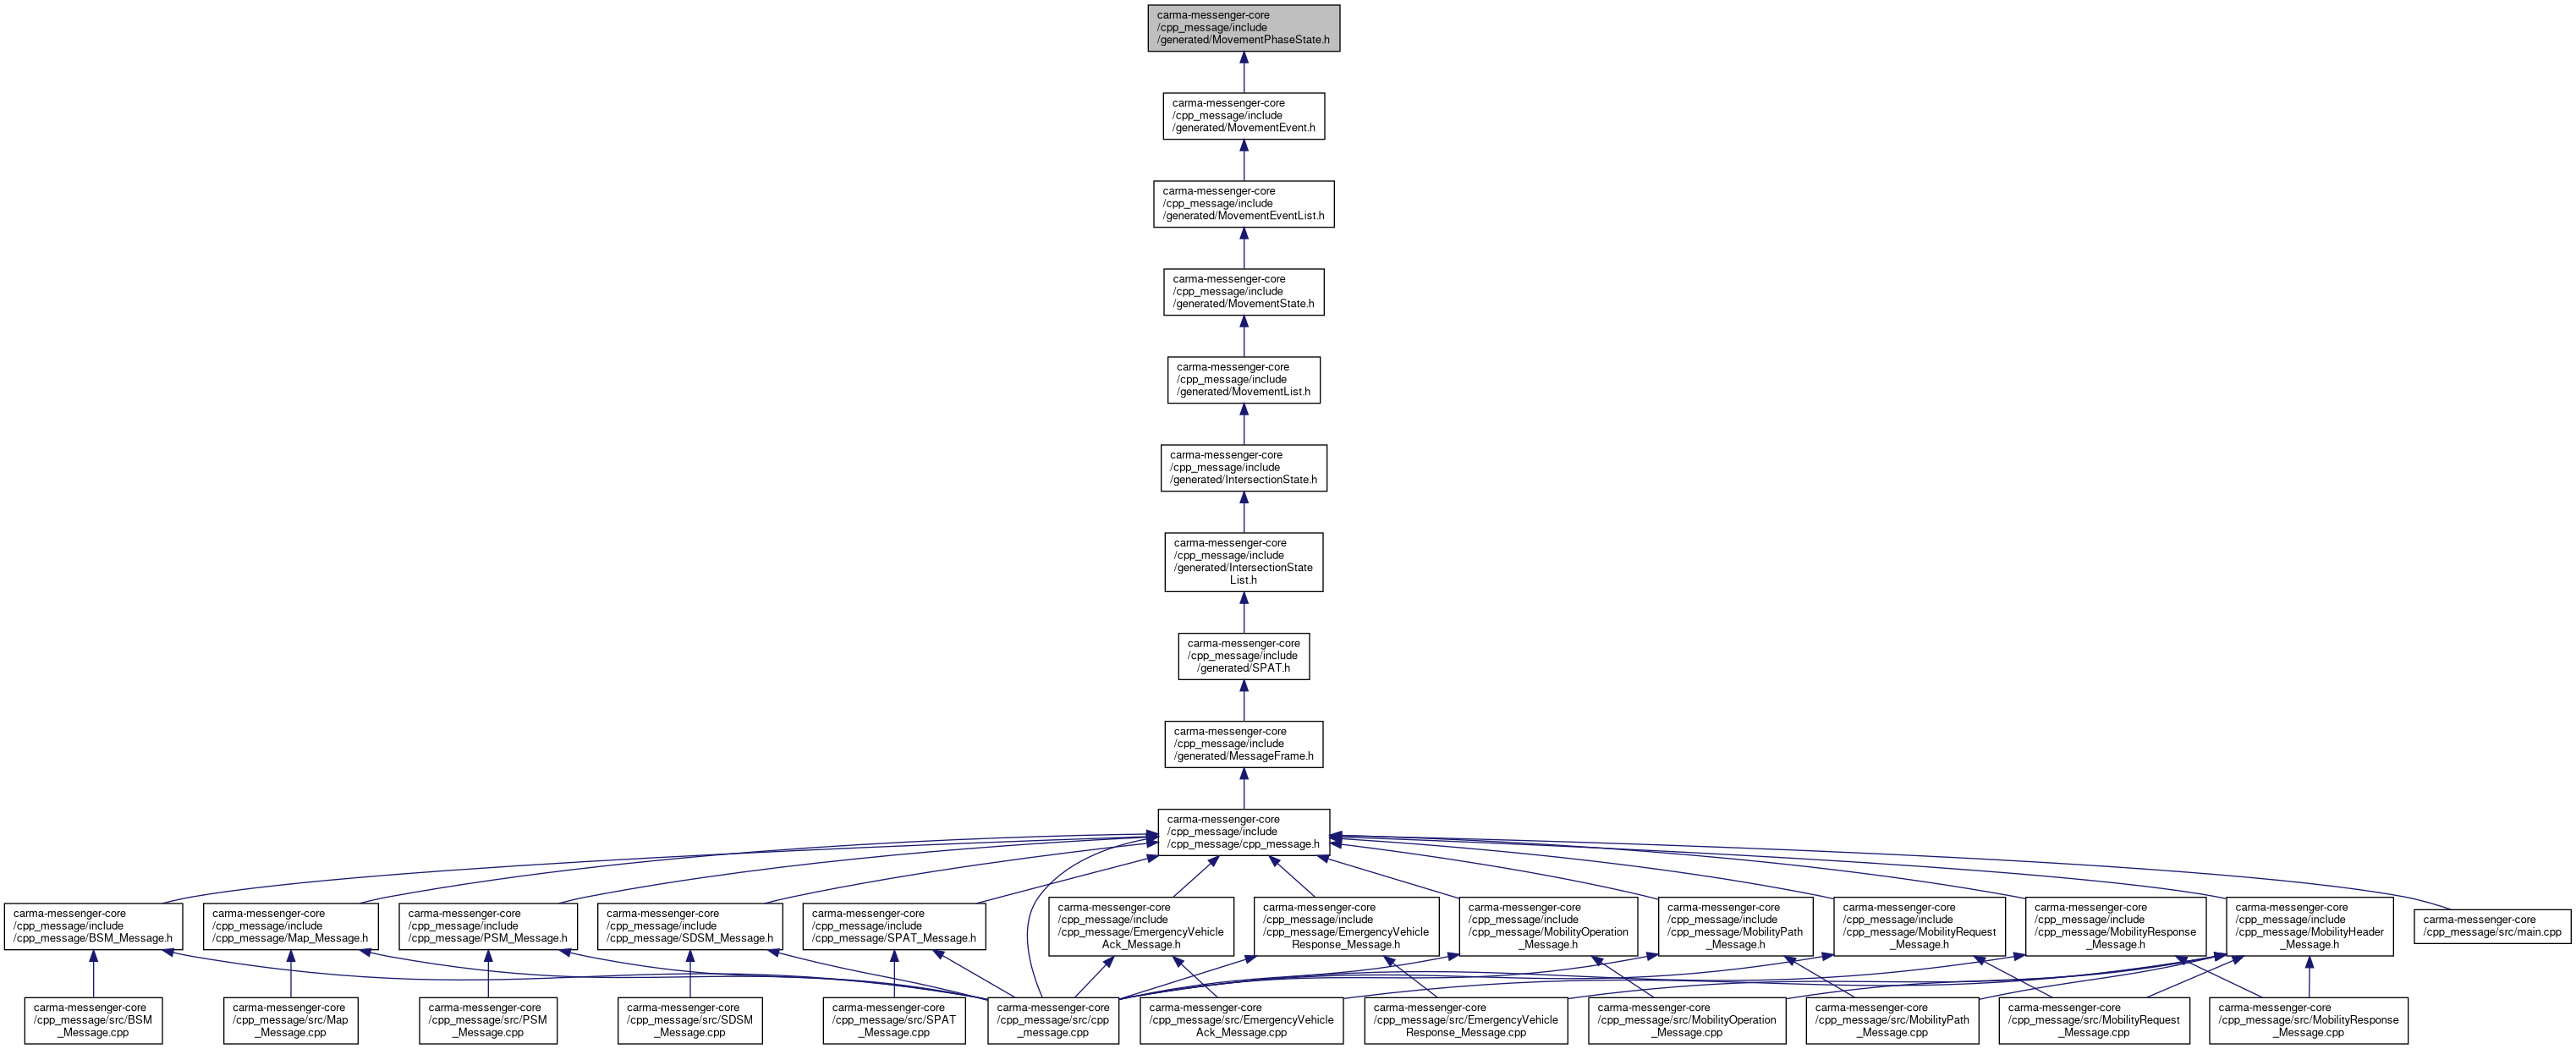 carma-messenger-core
/cpp_message/include
/generated/MovementPhaseState.h
carma-messenger-core
/cpp_message/include
/generated/MovementEvent.h
carma-messenger-core
/cpp_message/include
/generated/MovementEventList.h
carma-messenger-core
/cpp_message/include
/generated/MovementState.h
carma-messenger-core
/cpp_message/include
/generated/MovementList.h
carma-messenger-core
/cpp_message/include
/generated/IntersectionState.h
carma-messenger-core
/cpp_message/include
/generated/IntersectionState
List.h
carma-messenger-core
/cpp_message/include
/generated/SPAT.h
carma-messenger-core
/cpp_message/include
/generated/MessageFrame.h
carma-messenger-core
/cpp_message/include
/cpp_message/cpp_message.h
carma-messenger-core
/cpp_message/include
/cpp_message/BSM_Message.h
carma-messenger-core
/cpp_message/include
/cpp_message/Map_Message.h
carma-messenger-core
/cpp_message/include
/cpp_message/PSM_Message.h
carma-messenger-core
/cpp_message/include
/cpp_message/SDSM_Message.h
carma-messenger-core
/cpp_message/include
/cpp_message/SPAT_Message.h
carma-messenger-core
/cpp_message/include
/cpp_message/EmergencyVehicle
Ack_Message.h
carma-messenger-core
/cpp_message/include
/cpp_message/EmergencyVehicle
Response_Message.h
carma-messenger-core
/cpp_message/include
/cpp_message/MobilityOperation
_Message.h
carma-messenger-core
/cpp_message/include
/cpp_message/MobilityPath
_Message.h
carma-messenger-core
/cpp_message/include
/cpp_message/MobilityRequest
_Message.h
carma-messenger-core
/cpp_message/include
/cpp_message/MobilityResponse
_Message.h
carma-messenger-core
/cpp_message/include
/cpp_message/MobilityHeader
_Message.h
carma-messenger-core
/cpp_message/src/main.cpp
carma-messenger-core
/cpp_message/src/BSM
_Message.cpp
carma-messenger-core
/cpp_message/src/Map
_Message.cpp
carma-messenger-core
/cpp_message/src/PSM
_Message.cpp
carma-messenger-core
/cpp_message/src/SDSM
_Message.cpp
carma-messenger-core
/cpp_message/src/SPAT
_Message.cpp
carma-messenger-core
/cpp_message/src/cpp
_message.cpp
carma-messenger-core
/cpp_message/src/EmergencyVehicle
Ack_Message.cpp
carma-messenger-core
/cpp_message/src/EmergencyVehicle
Response_Message.cpp
carma-messenger-core
/cpp_message/src/MobilityOperation
_Message.cpp
carma-messenger-core
/cpp_message/src/MobilityPath
_Message.cpp
carma-messenger-core
/cpp_message/src/MobilityRequest
_Message.cpp
carma-messenger-core
/cpp_message/src/MobilityResponse
_Message.cpp